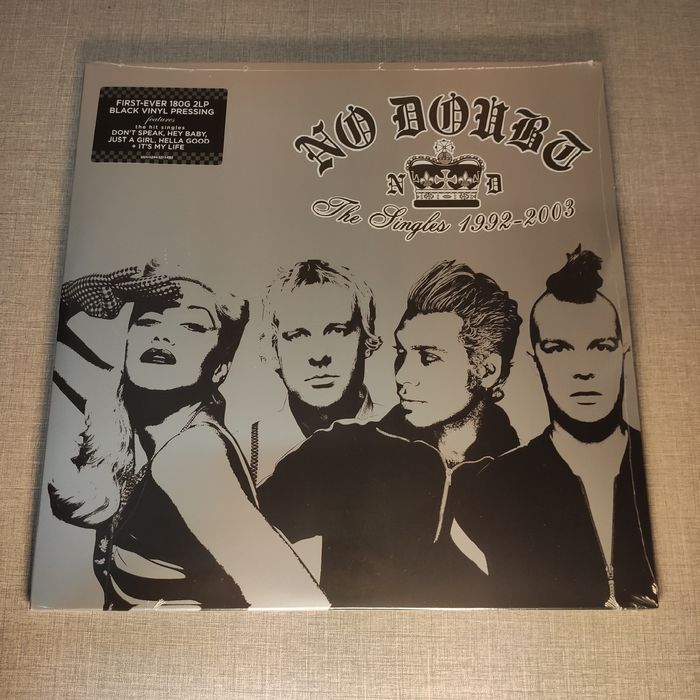 FIRST-EVER 180G 2LP
BLACK VINYL PRESSING
features
the hit singles
DON'T SPEAK, HEY BABY,
JUST A GIRL, HELLA GOOD
+ IT'S MY LIFE
NO DOUBT
N D
The Singles 1992-2003